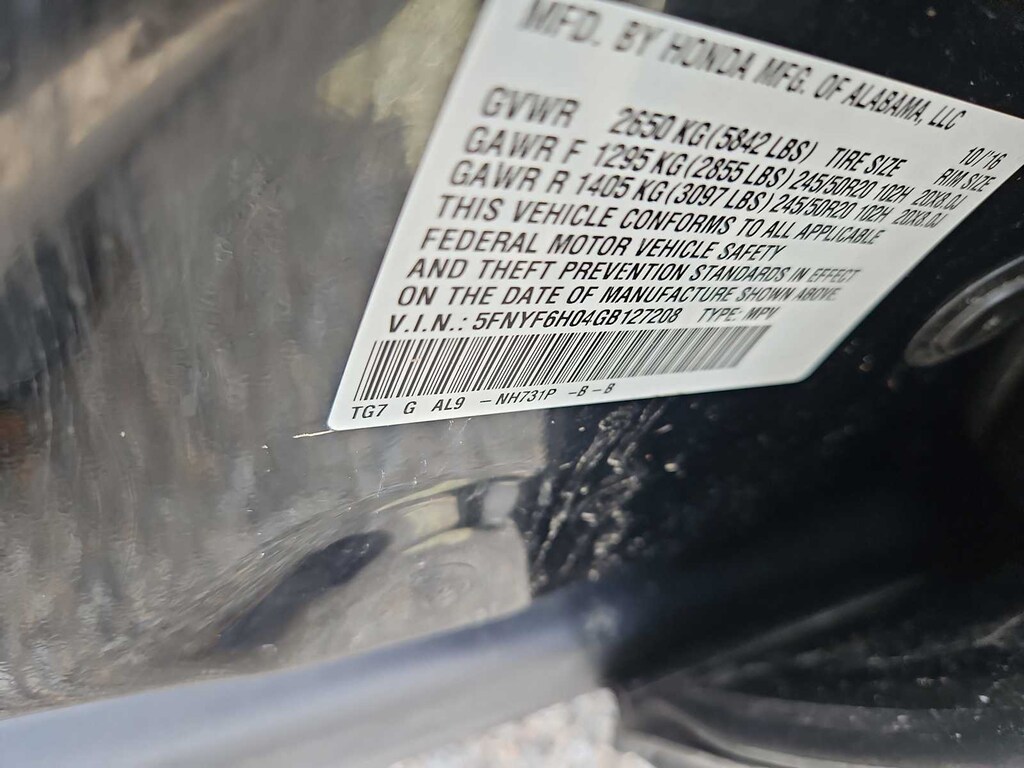 MFD. BY HONDA MFG. OF ALABAMA, LLC
10/'16
GVWR 2650 KG (5842 LBS) TIRE SIZE RIM SIZE
GAWR F 1295 KG (2855 LBS) 245/50R20 102H 20X8.0J
GAWR R 1405 KG (3097 LBS) 245/50R20 102H 20X8.0J
THIS VEHICLE CONFORMS TO ALL APPLICABLE
FEDERAL MOTOR VEHICLE SAFETY
AND THEFT PREVENTION STANDARDS IN EFFECT
ON THE DATE OF MANUFACTURE SHOWN ABOVE
V.I.N.: 5FNYF6H04GB127208 TYPE: MPV
TG7 G AL9 -NH731P -B-B